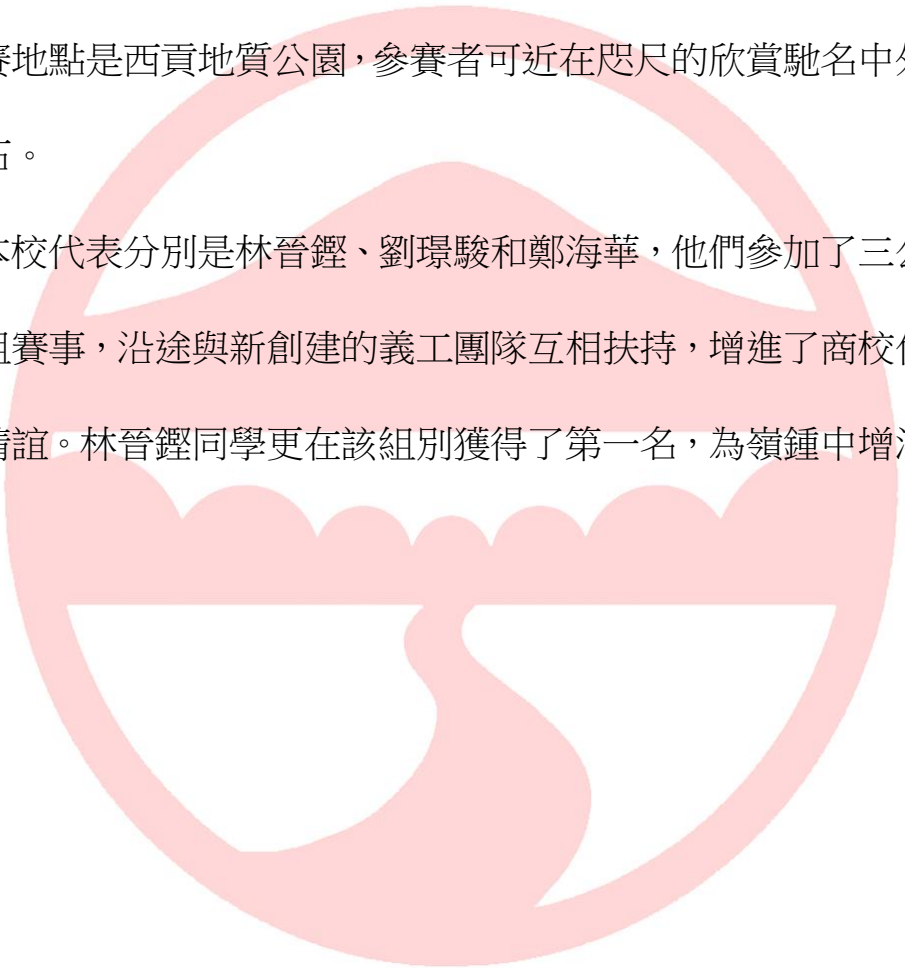 賽地點是西貢地質公園，參賽者可近在咫尺的欣賞馳名中外
石。
本校代表分別是林晉鏗、劉璟駿和鄭海華，他們參加了三公
組賽事，沿途與新創建的義工團隊互相扶持，增進了商校
情誼。林晉鏗同學更在該組別獲得了第一名，為嶺鍾中增